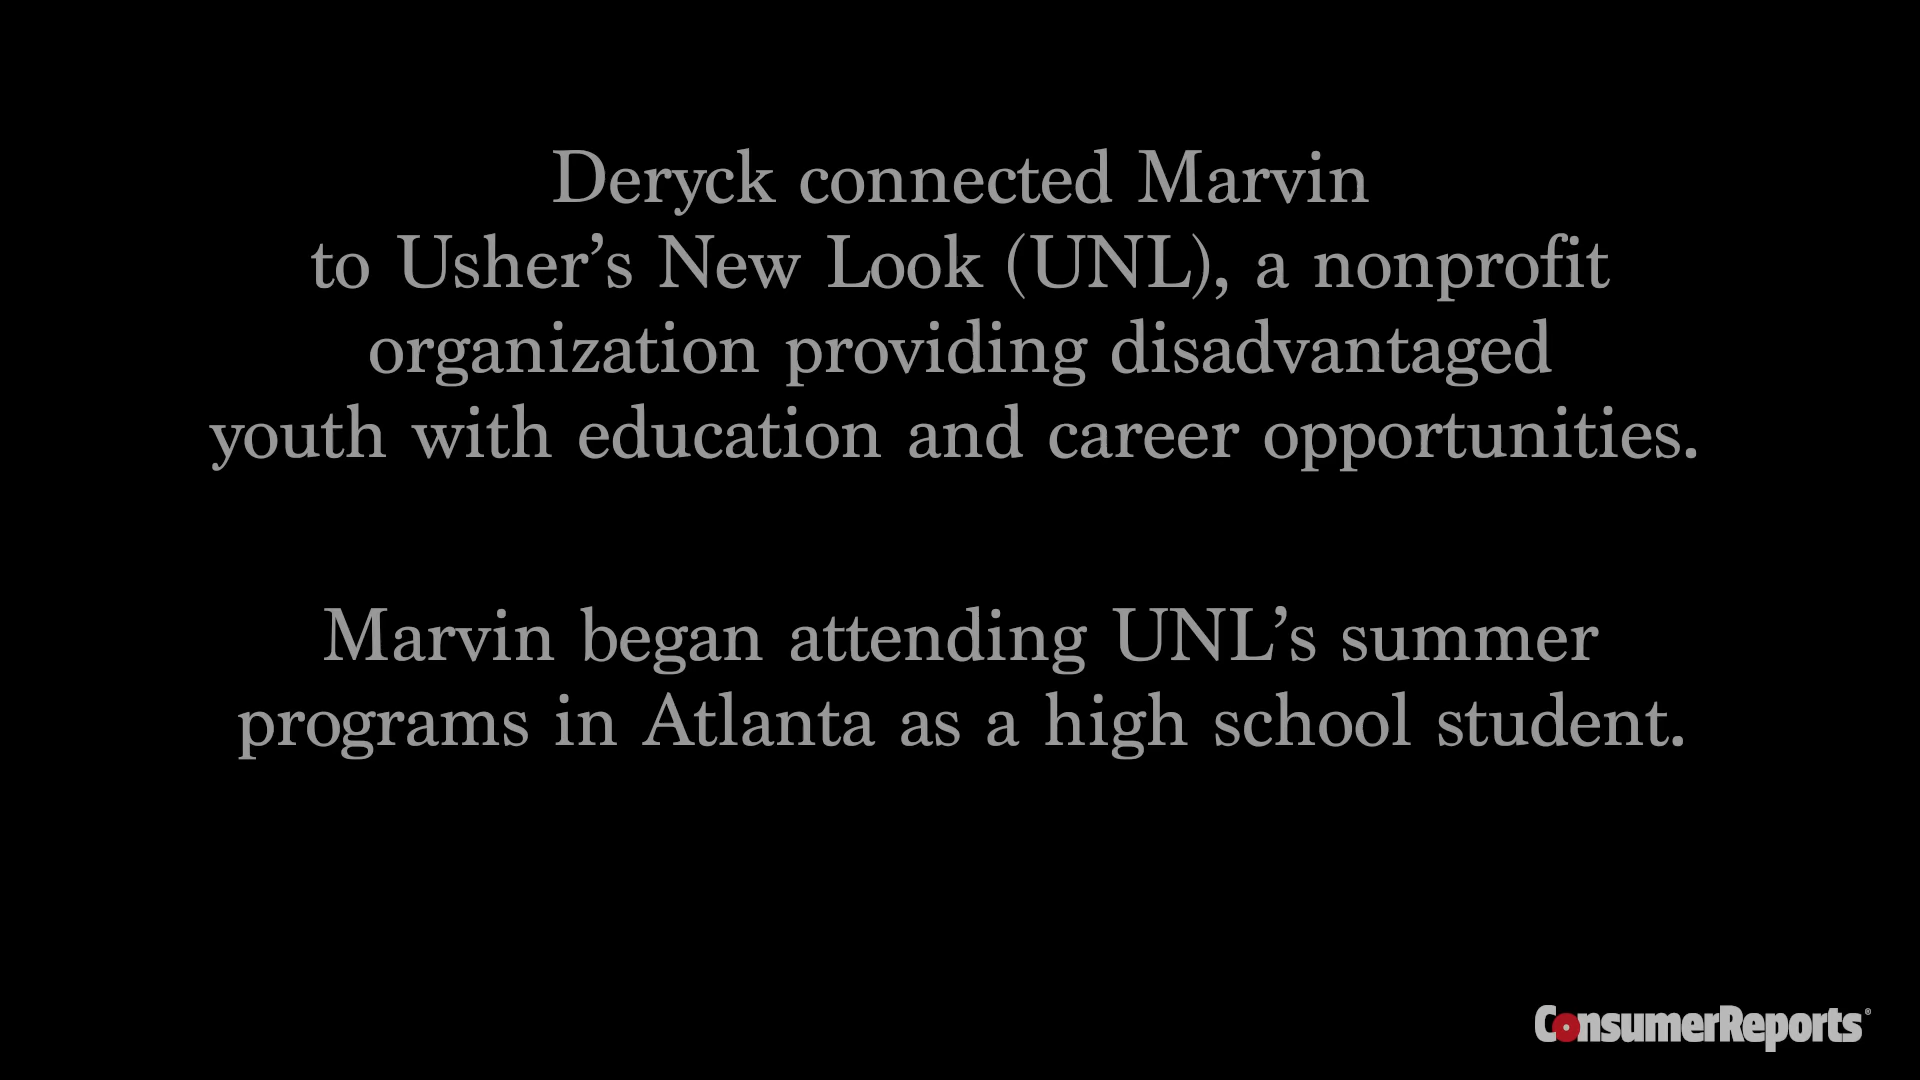 Deryck connected Marvin
to Usher’s New Look (UNL), a nonprofit
organization providing disadvantaged
youth with education and career opportunities.
Marvin began attending UNL’s summer
programs in Atlanta as a high school student.
ConsumerReports®